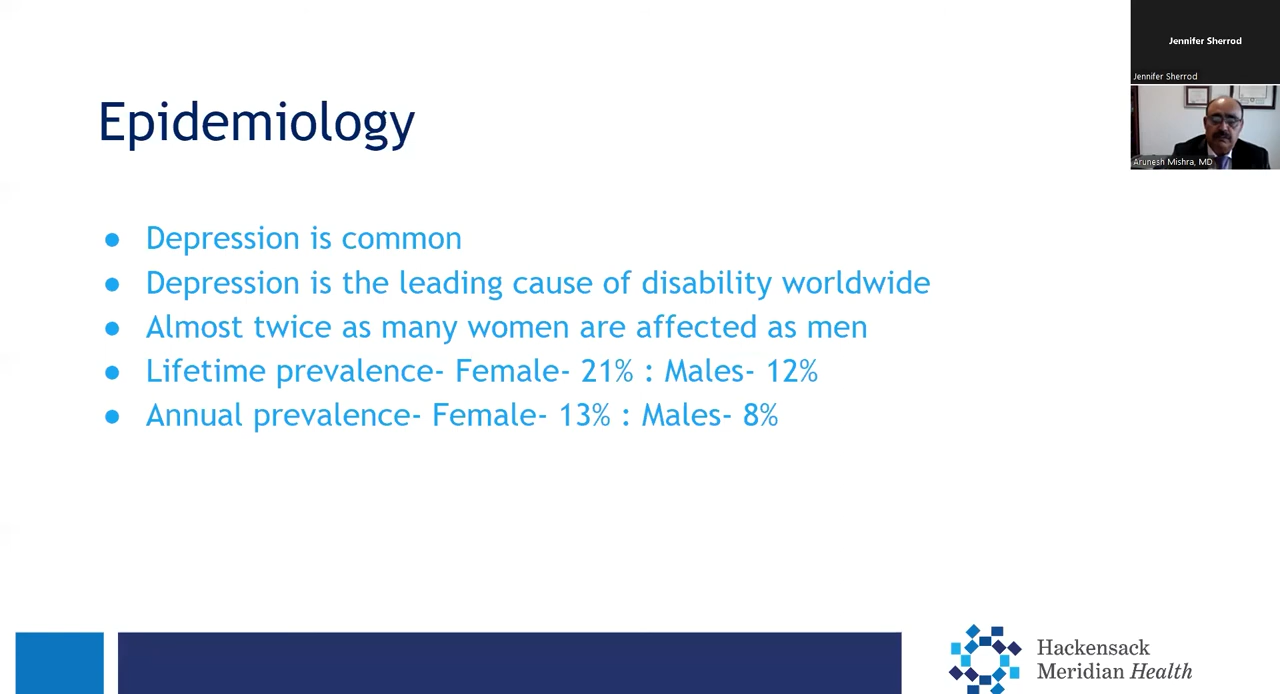 Epidemiology
● Depression is common
● Depression is the leading cause of disability worldwide
● Almost twice as many women are affected as men
● Lifetime prevalence- Female- 21% : Males- 12%
● Annual prevalence- Female- 13% : Males- 8%
Jennifer Sherrod
Jennifer Sherrod
Arunesh Mishra, MD
Hackensack
Meridian Health